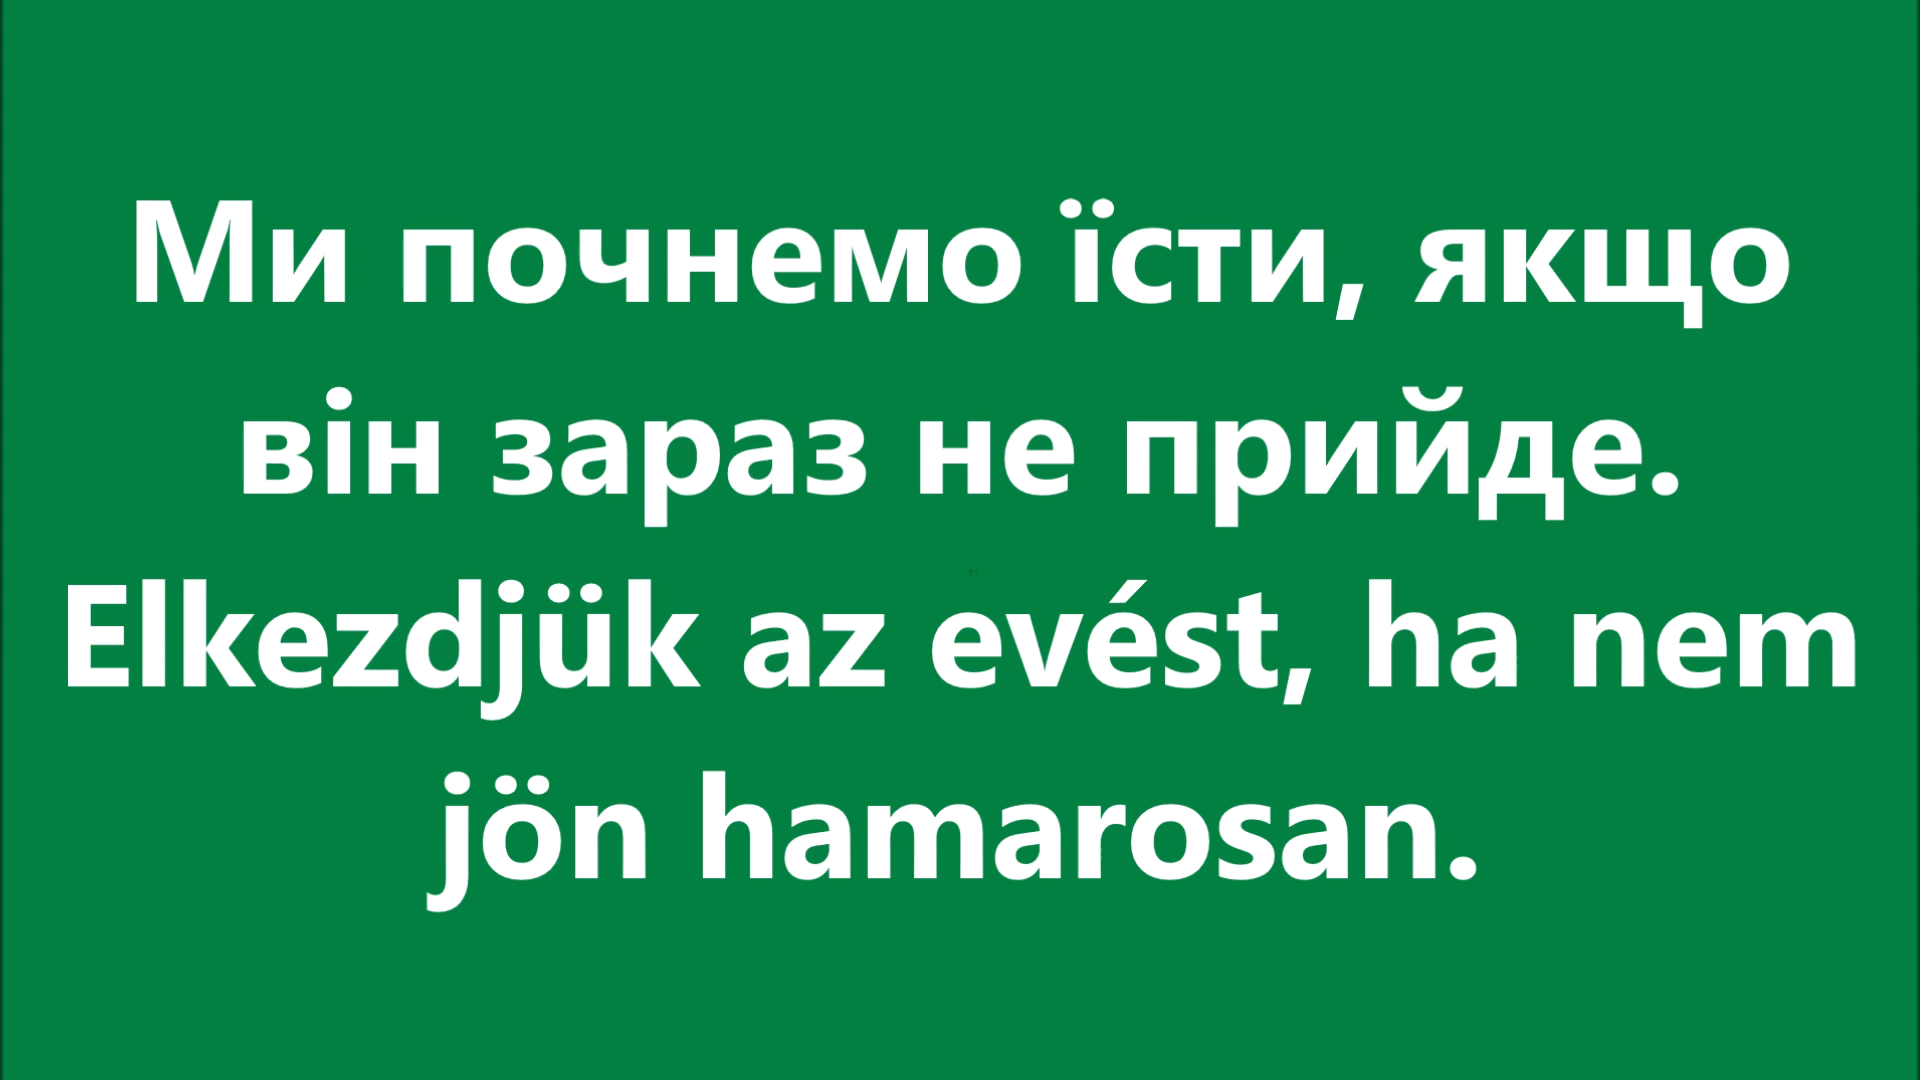 Ми почнемо їсти, якщо
він зараз не прийде.
Elkezdjük az evést, ha nem
jön hamarosan.